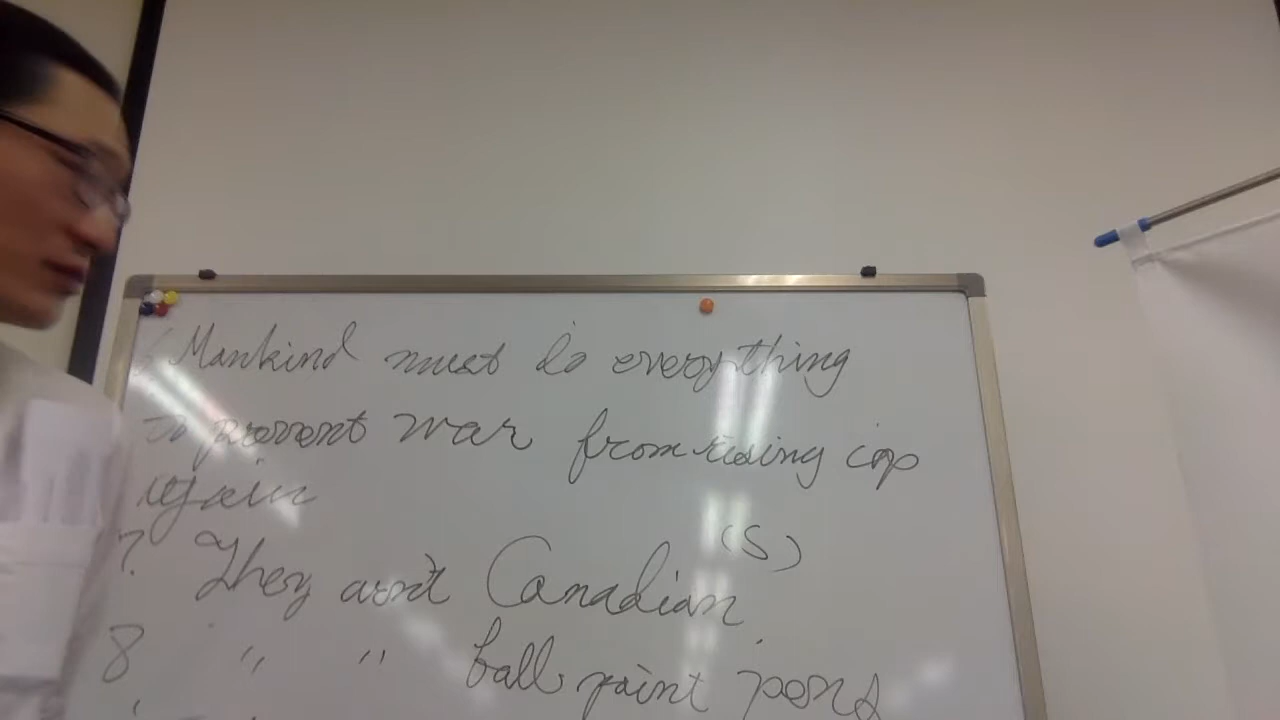 6 Mankind must do everything
to prevent war from rising up
again
(S)
7. They aren't Canadian
8 〃 〃 ball point pens